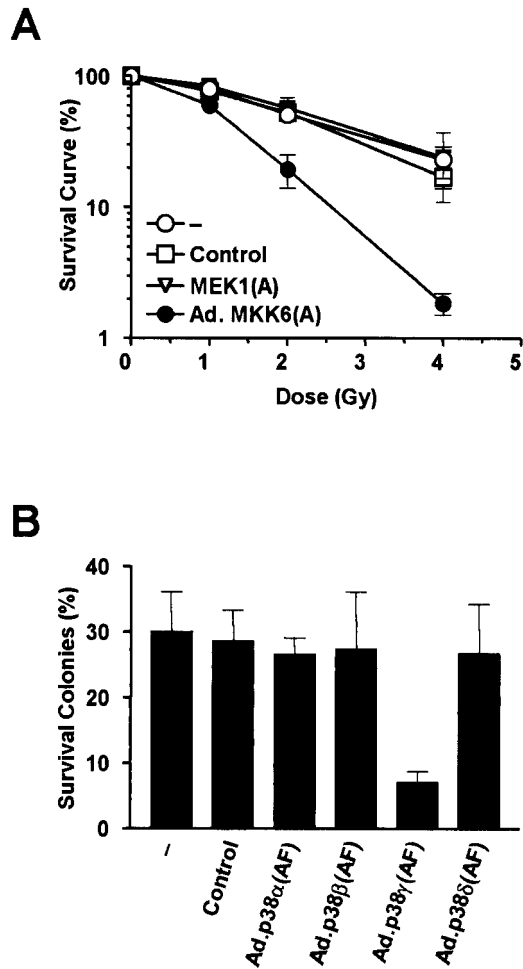 A
Survival Curve (%)
100
10
1
–
Control
MEK1(A)
Ad. MKK6(A)
0 1 2 3 4 5
Dose (Gy)
B
Survival Colonies (%)
40
30
20
10
0
–
Control
Ad.p38α(AF)
Ad.p38β(AF)
Ad.p38γ(AF)
Ad.p38δ(AF)